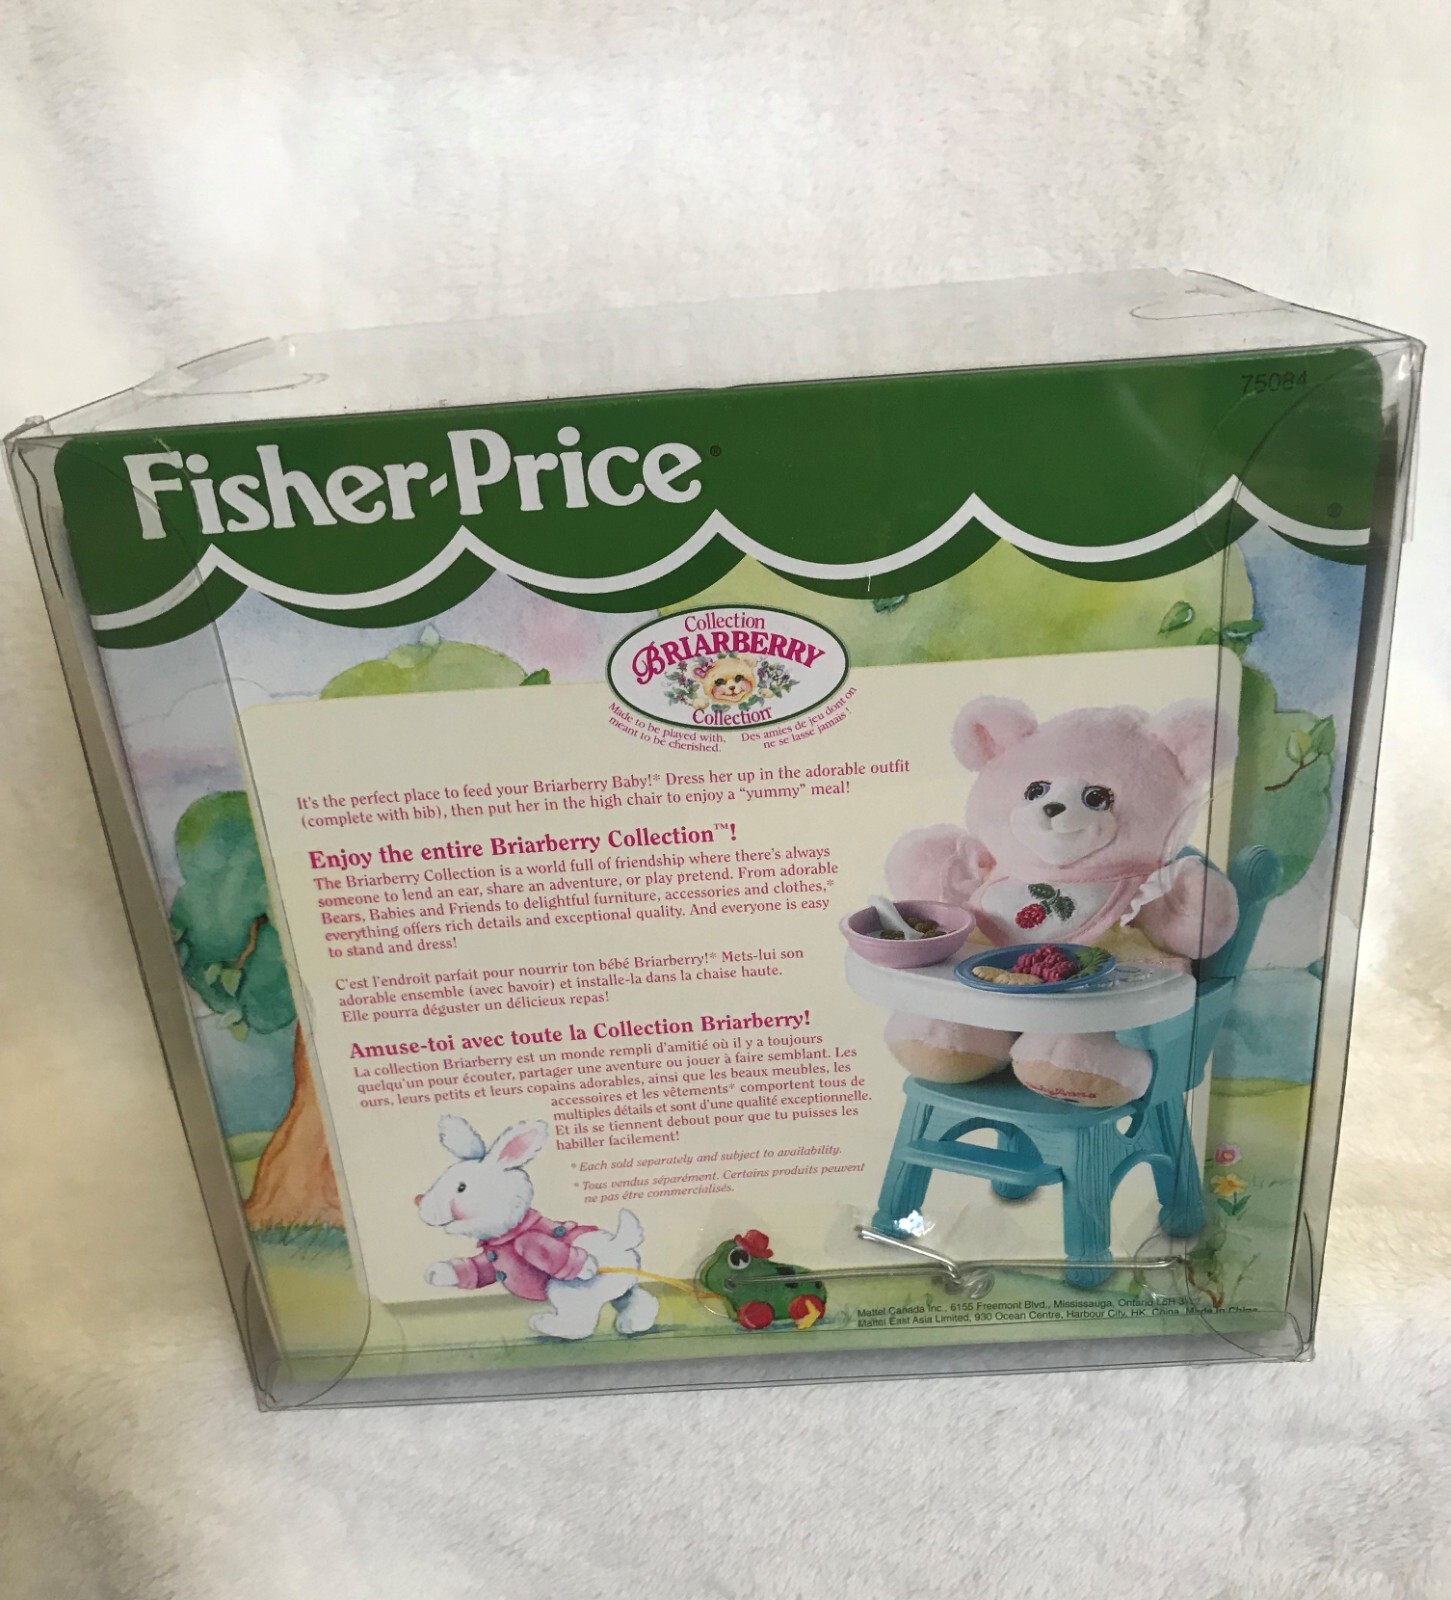 75084
Fisher-Price®
®
Collection
BRIARBERRY
Collection
Made to be played with.
meant to be cherished.
Des amies de jeu dont on
ne se lasse jamais!
It's the perfect place to feed your Briarberry Baby!* Dress her up in the adorable outfit
(complete with bib), then put her in the high chair to enjoy a "yummy" meal!
Enjoy the entire Briarberry Collection™!
The Briarberry Collection is a world full of friendship where there's always
someone to lend an ear, share an adventure, or play pretend. From adorable
Bears, Babies and Friends to delightful furniture, accessories and clothes,*
everything offers rich details and exceptional quality. And everyone is easy
to stand and dress!
C'est l'endroit parfait pour nourrir ton bébé Briarberry!* Mets-lui son
adorable ensemble (avec bavoir) et installe-la dans la chaise haute.
Elle pourra déguster un délicieux repas!
Amuse-toi avec toute la Collection Briarberry!
La collection Briarberry est un monde rempli d'amitié où il y a toujours
quelqu'un pour écouter, partager une aventure ou jouer à faire semblant. Les
ours, leurs petits et leurs copains adorables, ainsi que les beaux meubles, les
accessoires et les vêtements* comportent tous de
multiples détails et sont d'une qualité exceptionnelle.
Et ils se tiennent debout pour que tu puisses les
habiller facilement!
* Each sold separately and subject to availability.
* Tous vendus séparément. Certains produits peuvent
ne pas être commercialisés.
Mattel Canada Inc., 6155 Freemont Blvd., Mississauga, Ontario
Mattel East Asia Limited, 930 Ocean Centre, Harbour City, HK, China. Made in China